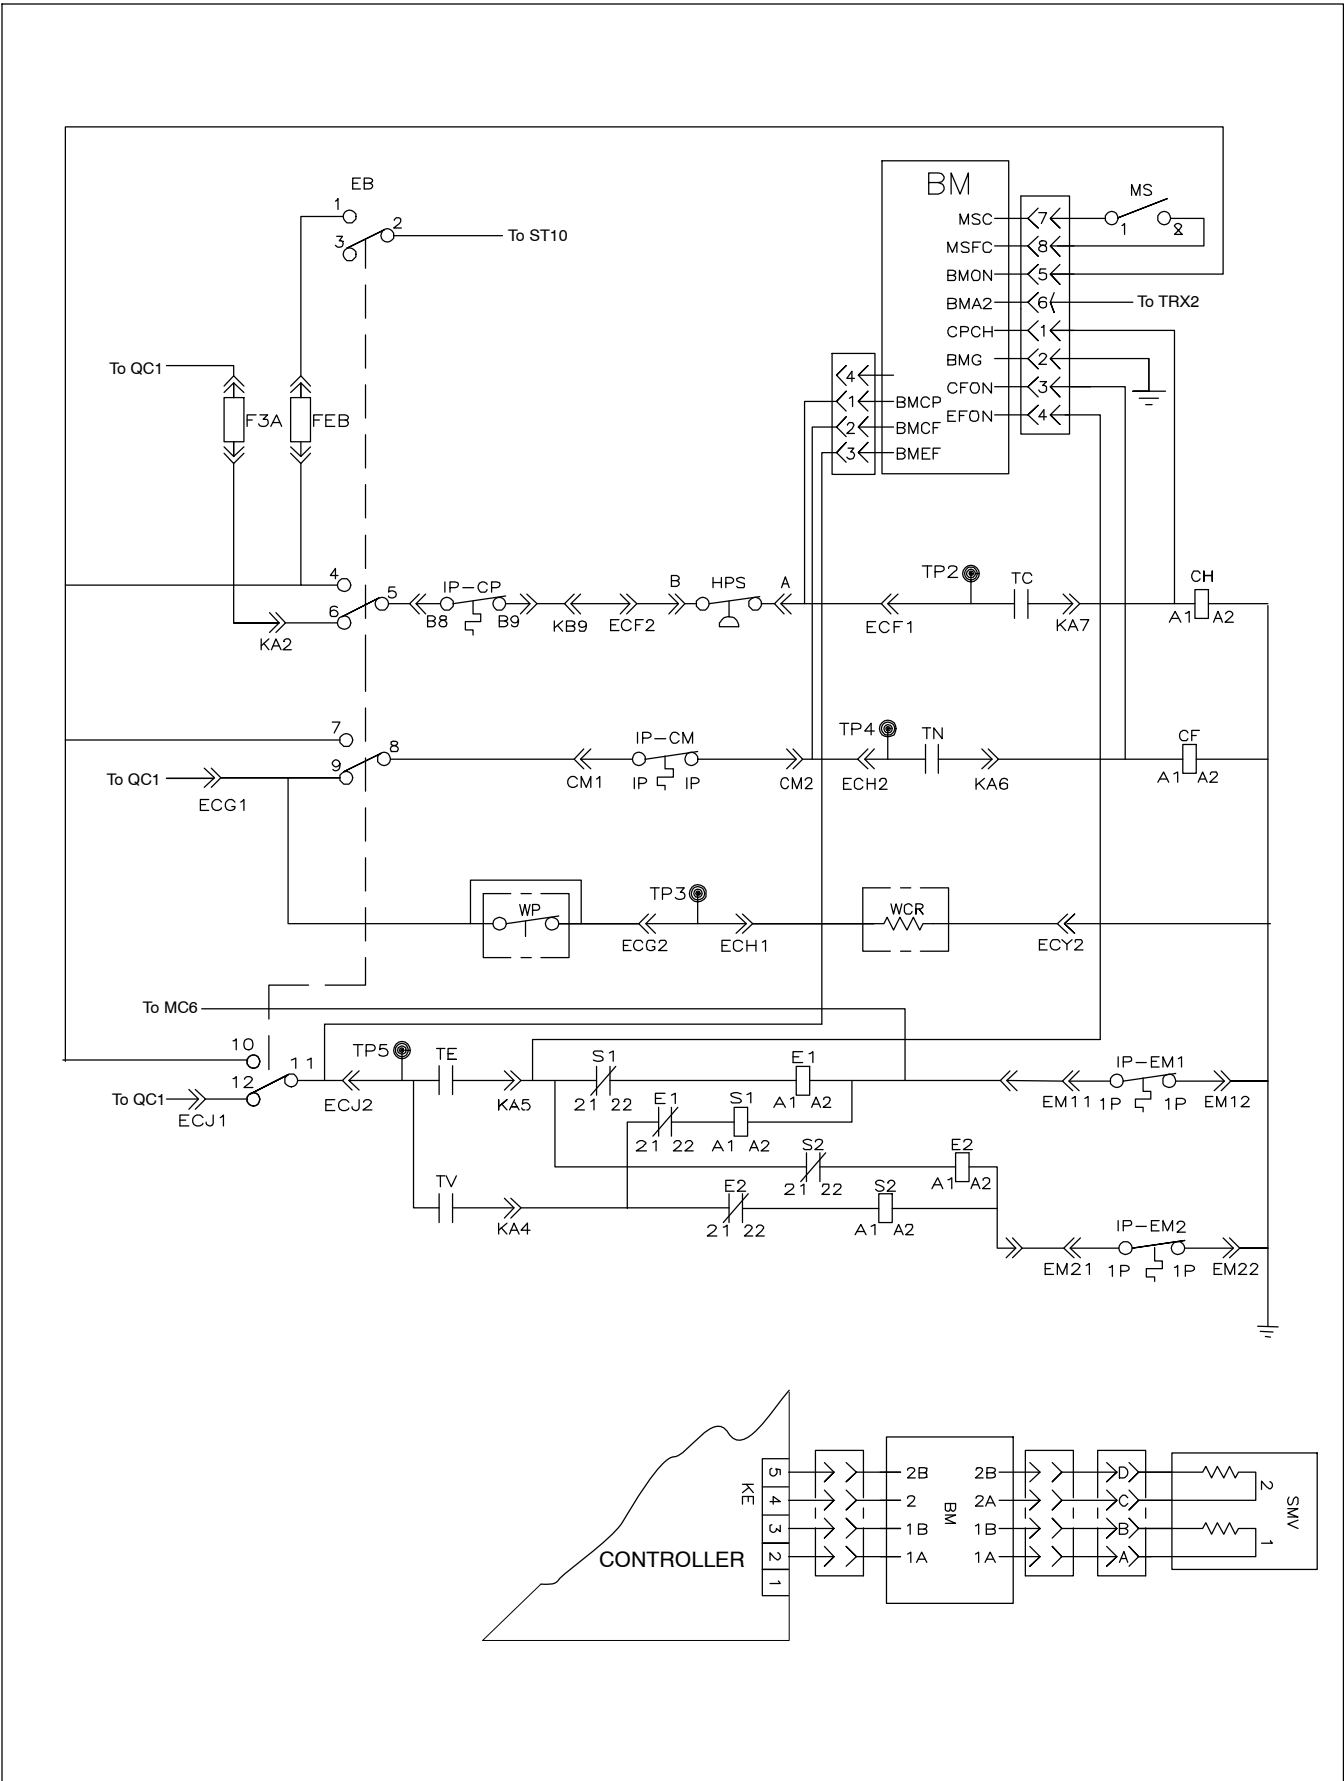 BM
EB
MS
1
2
MSC
7
3
To ST10
1
8
MSFC
8
BMON
5
BMA2
6
To TRX2
CPCH
1
To QC1
BMG
2
4
CFON
3
F3A
FEB
1
BMCP
EFON
4
2
BMCF
3
BMEF
4
IP-CP
B
HPS
A
TP2
TC
CH
5
6
B8
B9
KB9
ECF2
ECF1
KA7
A1
A2
KA2
7
IP-CM
TP4
TN
CF
8
9
To QC1
CM1
IP
IP
CM2
ECH2
KA6
A1
A2
ECG1
TP3
WP
WCR
ECG2
ECH1
ECY2
To MC6
10
TP5
TE
S1
E1
IP-EM1
11
12
To QC1
ECJ1
ECJ2
KA5
21
22
A1
A2
EM11
1P
1P
EM12
E1
S1
21
22
A1
A2
S2
E2
21
22
A1
A2
TV
E2
S2
KA4
21
22
A1
A2
IP-EM2
EM21
1P
1P
EM22
KE
5
2B
2B
D
2
4
2
BM
2A
C
SMV
3
1B
1B
B
1
CONTROLLER
2
1A
1A
A
1